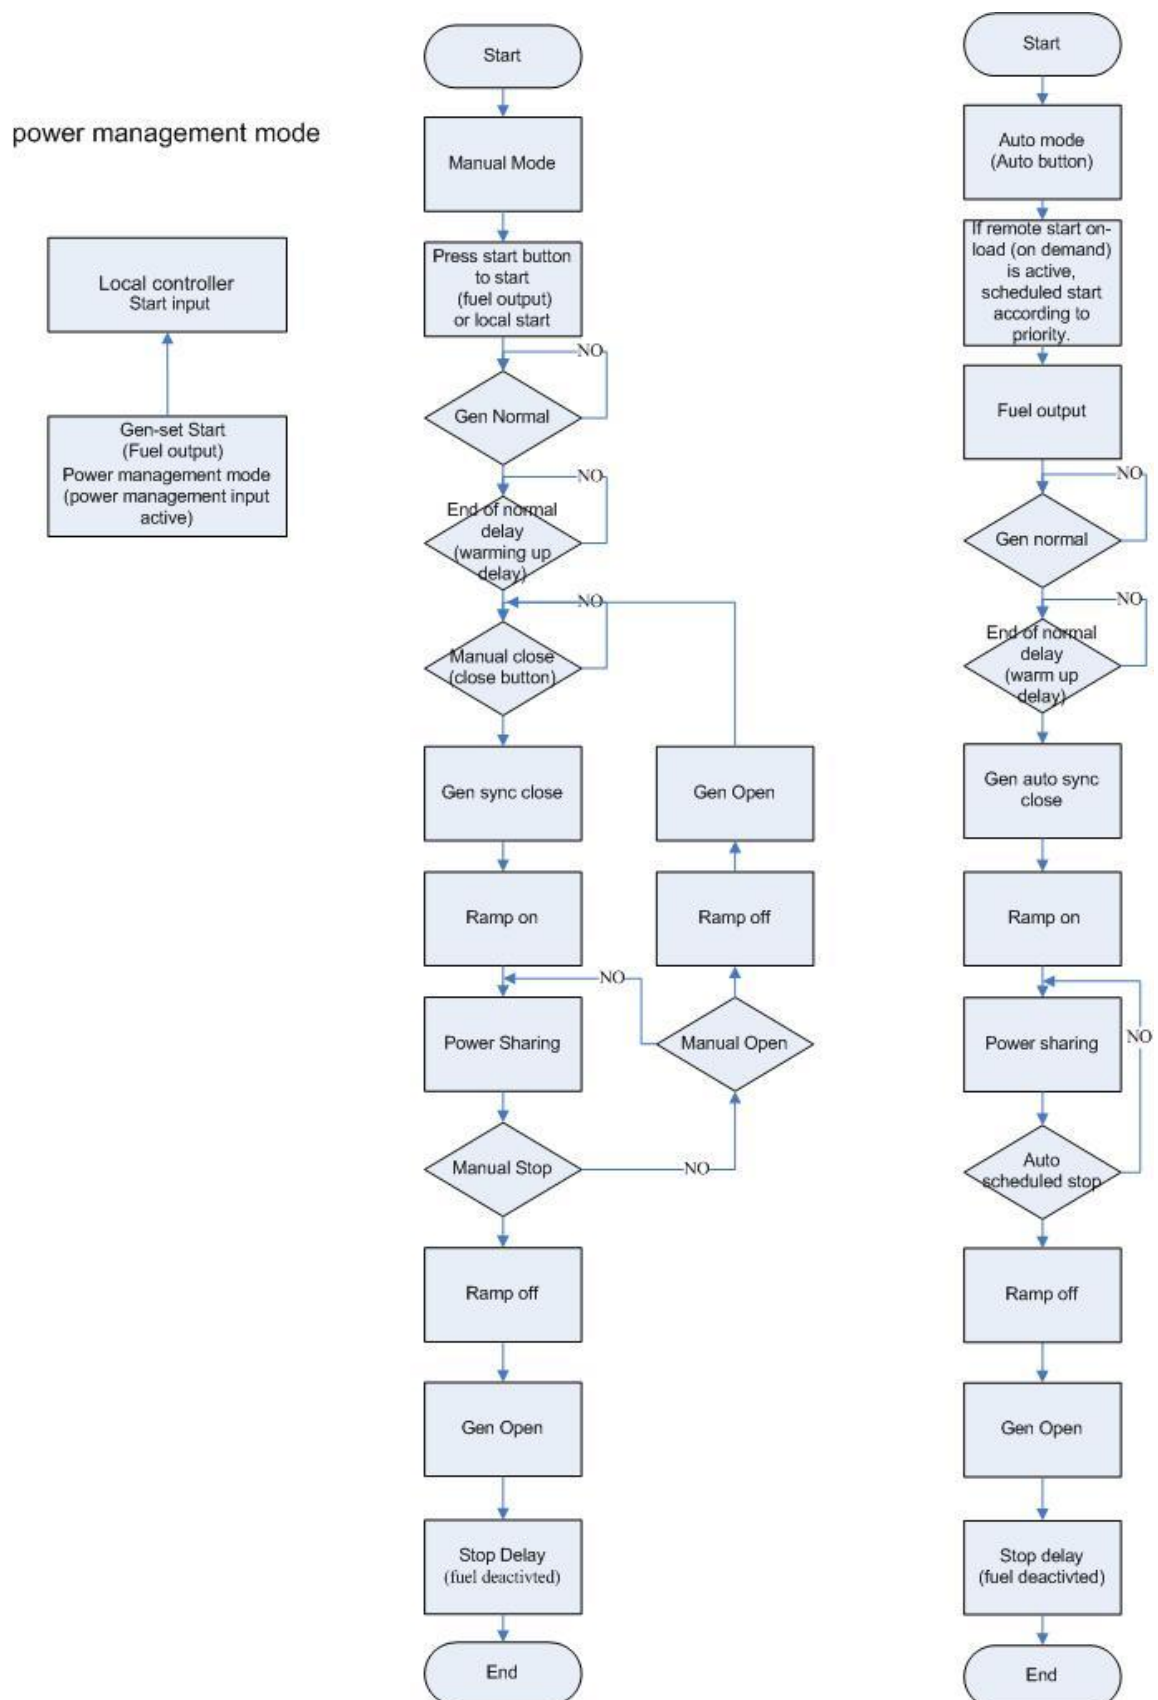 power management mode
Local controller
Start input
Gen-set Start
(Fuel output)
Power management mode
(power management input
active)
Start
Manual Mode
Press start button
to start
(fuel output)
or local start
NO
Gen Normal
NO
End of normal
delay
(warming up
delay)
NO
Manual close
(close button)
Gen sync close
Gen Open
Ramp on
Ramp off
NO
Power Sharing
Manual Open
Manual Stop
NO
Ramp off
Gen Open
Stop Delay
(fuel deactivted)
End
Start
Auto mode
(Auto button)
If remote start on-
load (on demand)
is active,
scheduled start
according to
priority.
Fuel output
NO
Gen normal
NO
End of normal
delay
(warm up
delay)
Gen auto sync
close
Ramp on
Power sharing
NO
Auto
scheduled stop
Ramp off
Gen Open
Stop delay
(fuel deactivted)
End